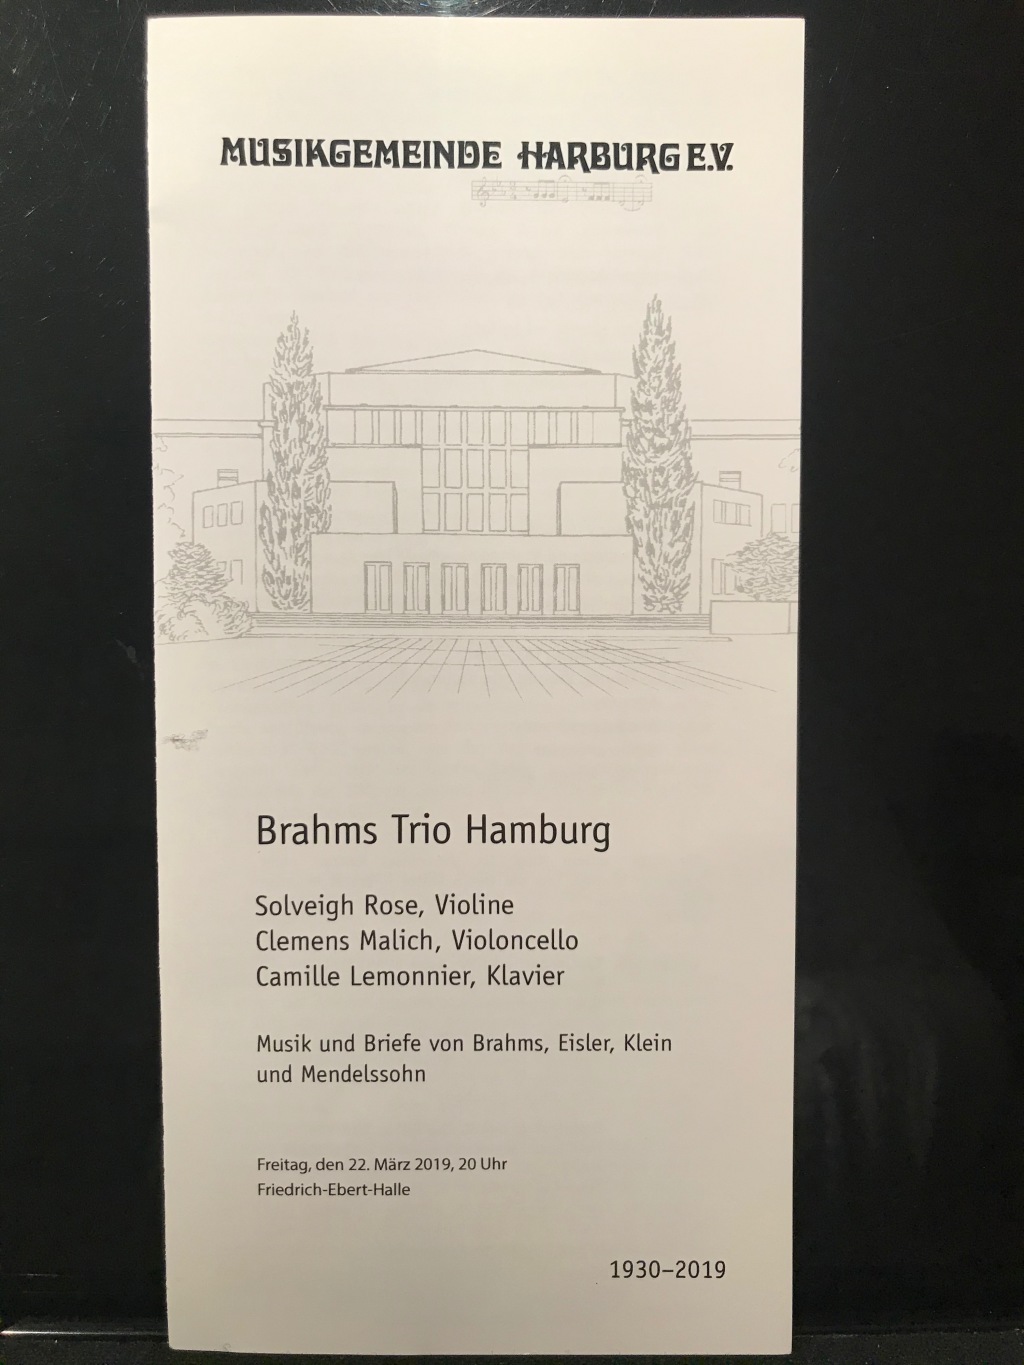 MUSIKGEMEINDE HARBURG E.V.
Brahms Trio Hamburg
Solveigh Rose, Violine
Clemens Malich, Violoncello
Camille Lemonnier, Klavier
Musik und Briefe von Brahms, Eisler, Klein
und Mendelssohn
Freitag, den 22. März 2019, 20 Uhr
Friedrich-Ebert-Halle
1930–2019